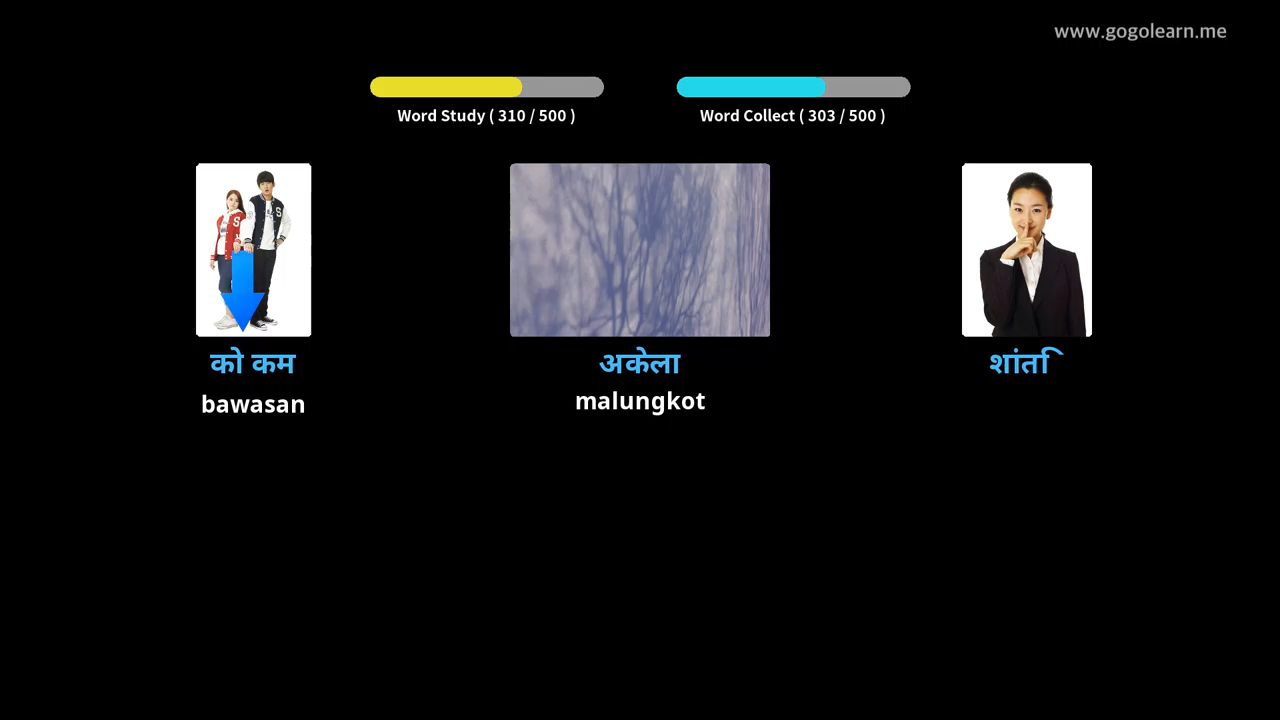 www.gogolearn.me
Word Study ( 310 / 500 )
Word Collect ( 303 / 500 )
को कम
अकेला
शांति
bawasan
malungkot